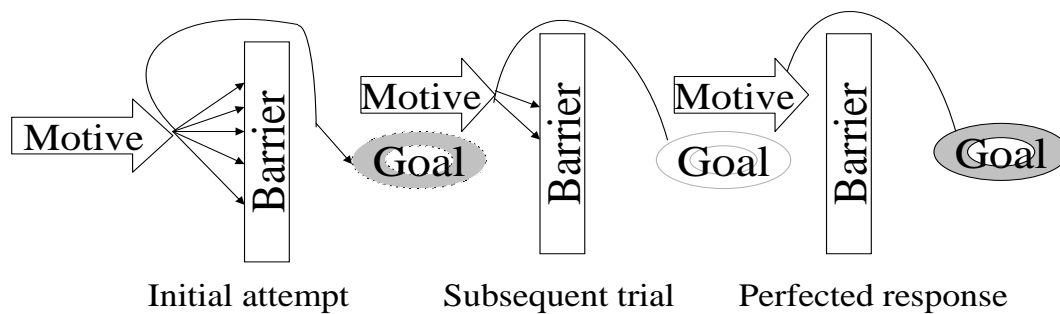 Motive
Barrier
Goal
Motive
Barrier
Goal
Motive
Barrier
Goal
Initial attempt
Subsequent trial
Perfected response